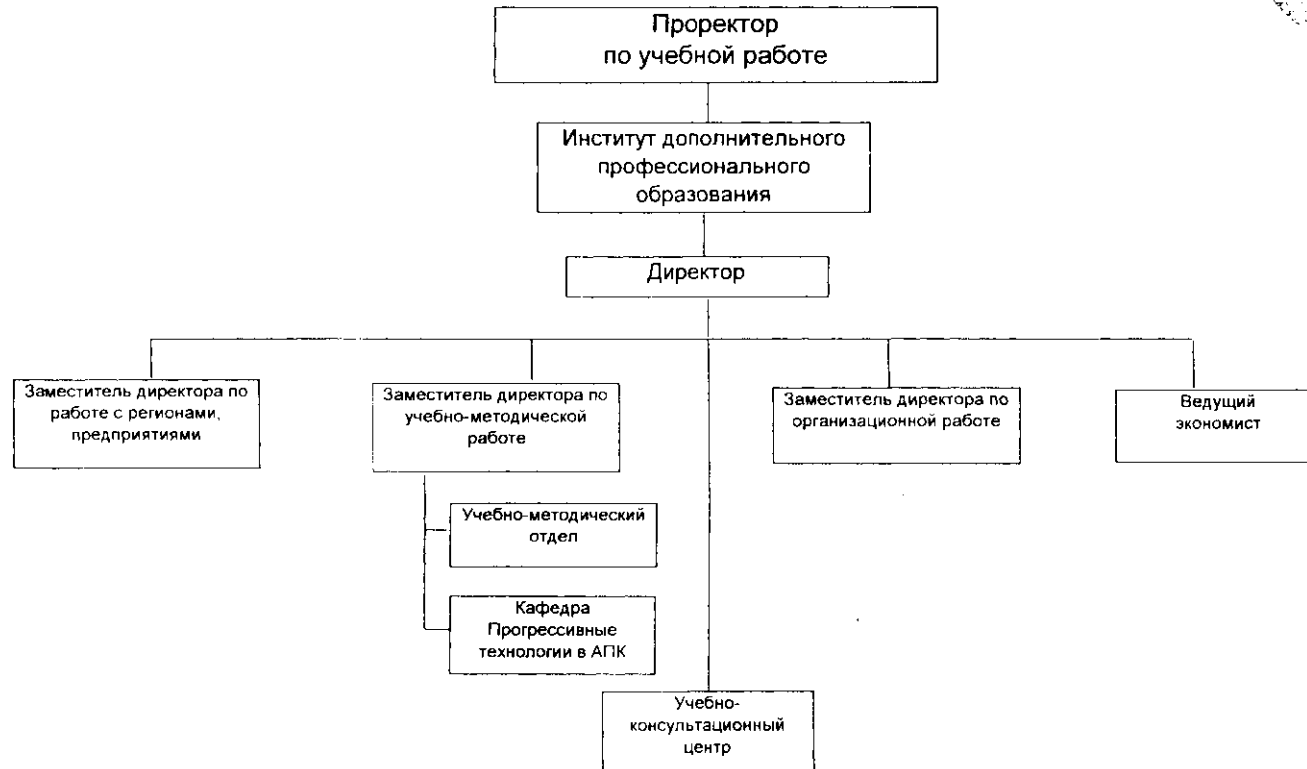 Проректор
по учебной работе
Институт дополнительного
профессионального
образования
Директор
Заместитель директора по
работе с регионами,
предприятиями
Заместитель директора по
учебно-методической
работе
Заместитель директора по
организационной работе
Ведущий
экономист
Учебно-методический
отдел
Кафедра
Прогрессивные
технологии в АПК
Учебно-
консультационный
центр